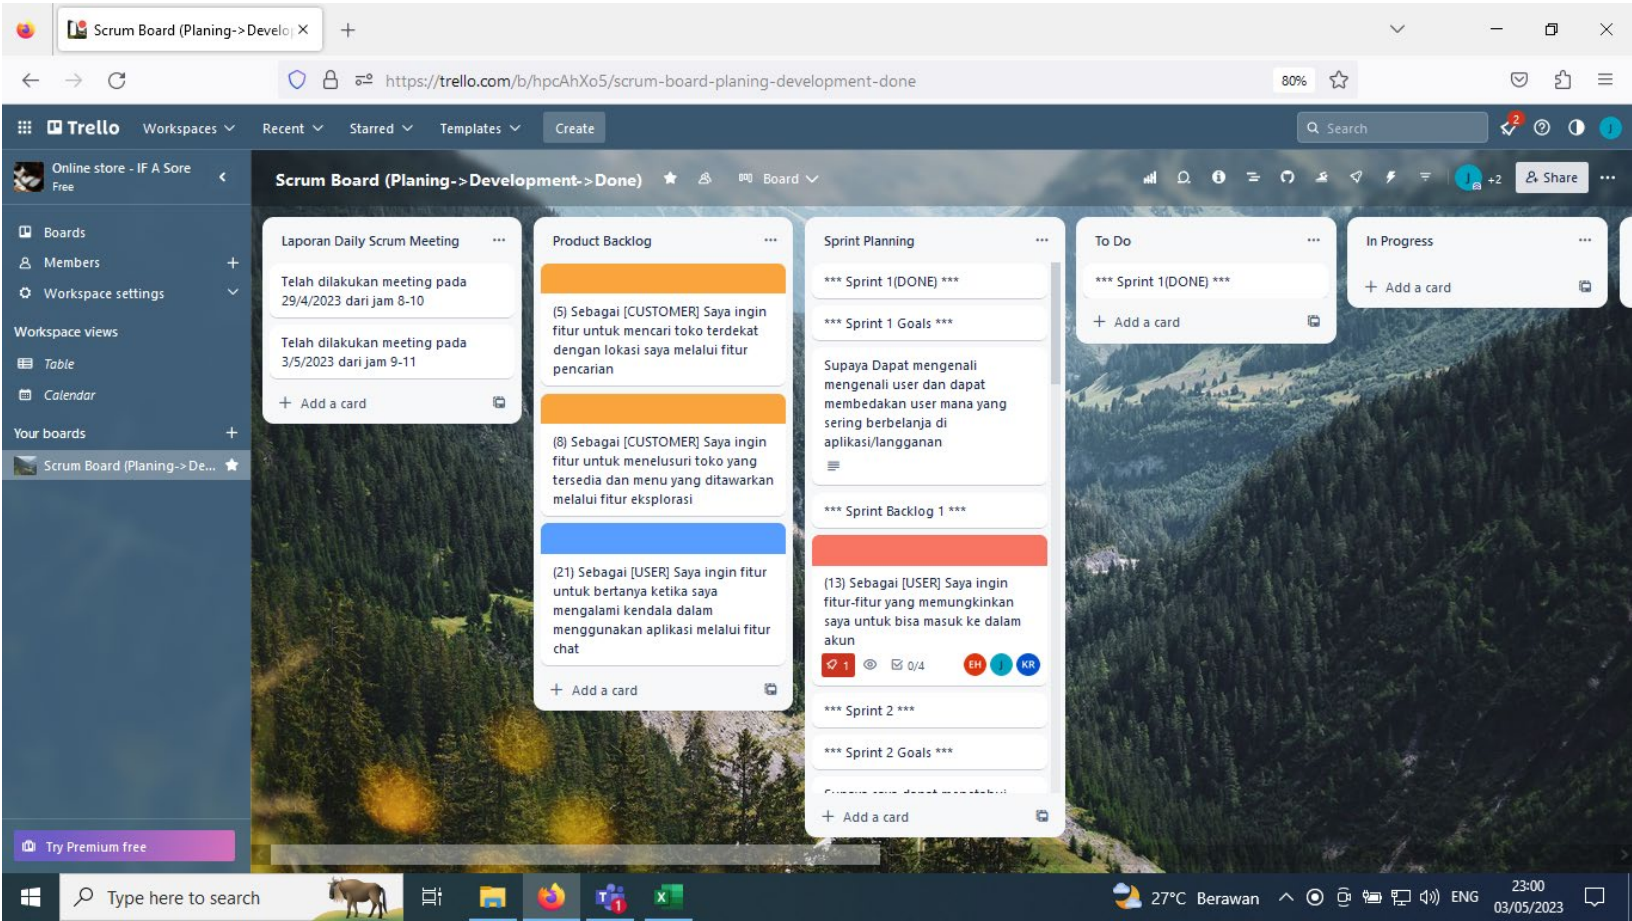 Scrum Board (Planing->Develo
80%
https://trello.com/b/hpcAhXo5/scrum-board-planing-development-done
Trello Workspaces Recent Starred Templates Create Search 2 J
Online store - IF A Sore
Free
Scrum Board (Planing->Development->Done) Board J +2 Share
Boards
Members
Workspace settings
Workspace views
Table
Calendar
Your boards
Scrum Board (Planing->De...
Try Premium free
Laporan Daily Scrum Meeting
Telah dilakukan meeting pada
29/4/2023 dari jam 8-10
Telah dilakukan meeting pada
3/5/2023 dari jam 9-11
+ Add a card
Product Backlog
(5) Sebagai [CUSTOMER] Saya ingin
fitur untuk mencari toko terdekat
dengan lokasi saya melalui fitur
pencarian
(8) Sebagai [CUSTOMER] Saya ingin
fitur untuk menelusuri toko yang
tersedia dan menu yang ditawarkan
melalui fitur eksplorasi
(21) Sebagai [USER] Saya ingin fitur
untuk bertanya ketika saya
mengalami kendala dalam
menggunakan aplikasi melalui fitur
chat
+ Add a card
Sprint Planning
*** Sprint 1(DONE) ***
*** Sprint 1 Goals ***
Supaya Dapat mengenali
mengenali user dan dapat
membedakan user mana yang
sering berbelanja di
aplikasi/langganan
*** Sprint Backlog 1 ***
(13) Sebagai [USER] Saya ingin
fitur-fitur yang memungkinkan
saya untuk bisa masuk ke dalam
akun
1 0/4 EH J KR
*** Sprint 2 ***
*** Sprint 2 Goals ***
+ Add a card
To Do
*** Sprint 1(DONE) ***
+ Add a card
In Progress
+ Add a card
Type here to search
27°C Berawan
ENG
23:00
03/05/2023